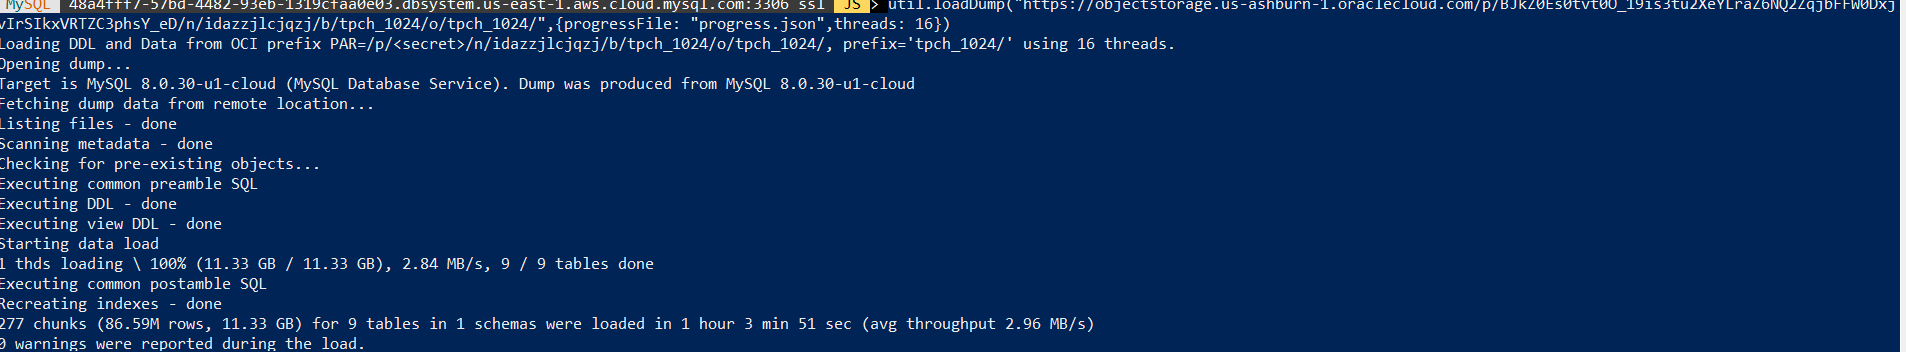 MySQL 48a4fff7-57bd-4482-93eb-1319cfaa0e03.dbsystem.us-east-1.aws.cloud.mysql.com:3306 ssl JS > util.loadDump("https://objectstorage.us-ashburn-1.oraclecloud.com/p/BJkZ0Es0tvt0O_19is3tu2XeYLraZ6NQ2ZqjbFFW0Dxj
vIrSIkxVRTZC3phsY_eD/n/idazzjlcjqzj/b/tpch_1024/o/tpch_1024/",{progressFile: "progress.json",threads: 16})
Loading DDL and Data from OCI prefix PAR=/p/<secret>/n/idazzjlcjqzj/b/tpch_1024/o/tpch_1024/, prefix='tpch_1024/' using 16 threads.
Opening dump...
Target is MySQL 8.0.30-u1-cloud (MySQL Database Service). Dump was produced from MySQL 8.0.30-u1-cloud
Fetching dump data from remote location...
Listing files - done
Scanning metadata - done
Checking for pre-existing objects...
Executing common preamble SQL
Executing DDL - done
Executing view DDL - done
Starting data load
1 thds loading \ 100% (11.33 GB / 11.33 GB), 2.84 MB/s, 9 / 9 tables done
Executing common postamble SQL
Recreating indexes - done
277 chunks (86.59M rows, 11.33 GB) for 9 tables in 1 schemas were loaded in 1 hour 3 min 51 sec (avg throughput 2.96 MB/s)
0 warnings were reported during the load.